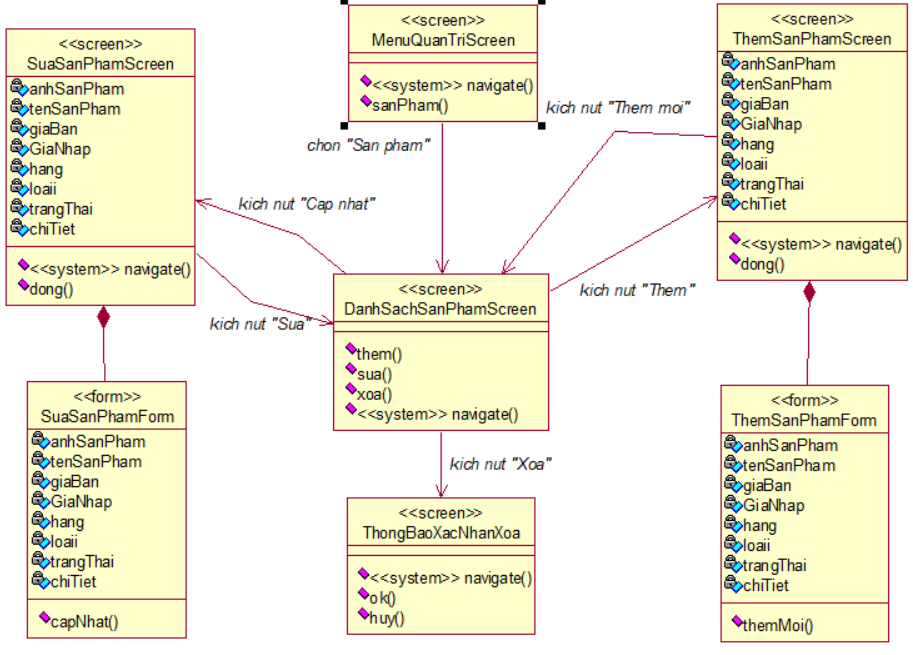 <<screen>>
SuaSanPhamScreen
anhSanPham
tenSanPham
giaBan
GiaNhap
hang
loaii
trangThai
chiTiet
<<system>> navigate()
dong()
<<screen>>
MenuQuanTriScreen
<<system>> navigate()
sanPham()
<<screen>>
ThemSanPhamScreen
anhSanPham
tenSanPham
giaBan
GiaNhap
hang
loaii
trangThai
chiTiet
<<system>> navigate()
dong()
chon "San pham"
kich nut "Them moi"
kich nut "Cap nhat"
kich nut "Sua"
kich nut "Them"
<<screen>>
DanhSachSanPhamScreen
them()
sua()
xoa()
<<system>> navigate()
kich nut "Xoa"
<<form>>
SuaSanPhamForm
anhSanPham
tenSanPham
giaBan
GiaNhap
hang
loaii
trangThai
chiTiet
capNhat()
<<screen>>
ThongBaoXacNhanXoa
<<system>> navigate()
ok()
huy()
<<form>>
ThemSanPhamForm
anhSanPham
tenSanPham
giaBan
GiaNhap
hang
loaii
trangThai
chiTiet
themMoi()